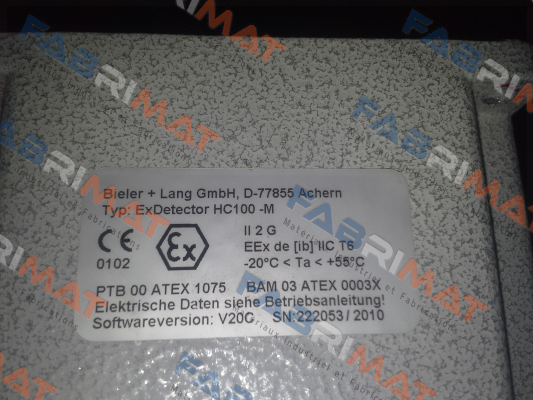 Bieler + Lang GmbH, D-77855 Achern
Typ: ExDetector HC100 -M
CE Ex II 2 G
EEx de [ib] IIC T6
0102 -20°C < Ta < +55°C
PTB 00 ATEX 1075 BAM 03 ATEX 0003X
Elektrische Daten siehe Betriebsanleitung!
Softwareversion: V20C SN:222053 / 2010
FABRIMAT
FABRIMAT
FABRIMAT
FABRIMAT